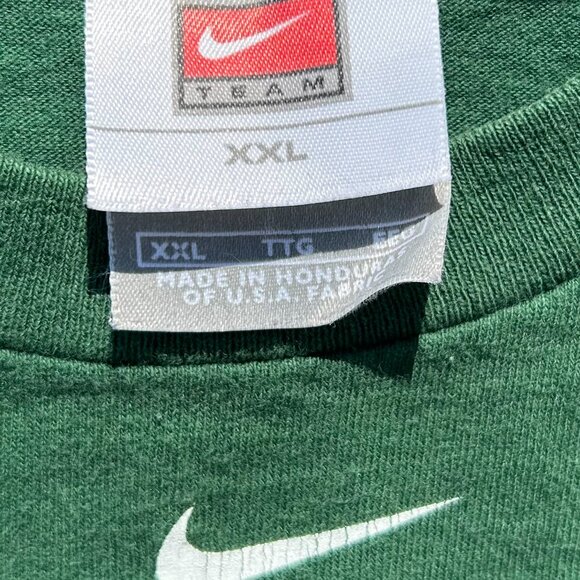 TEAM
XXL
XXL TTG
MADE IN
OF U.S.A.